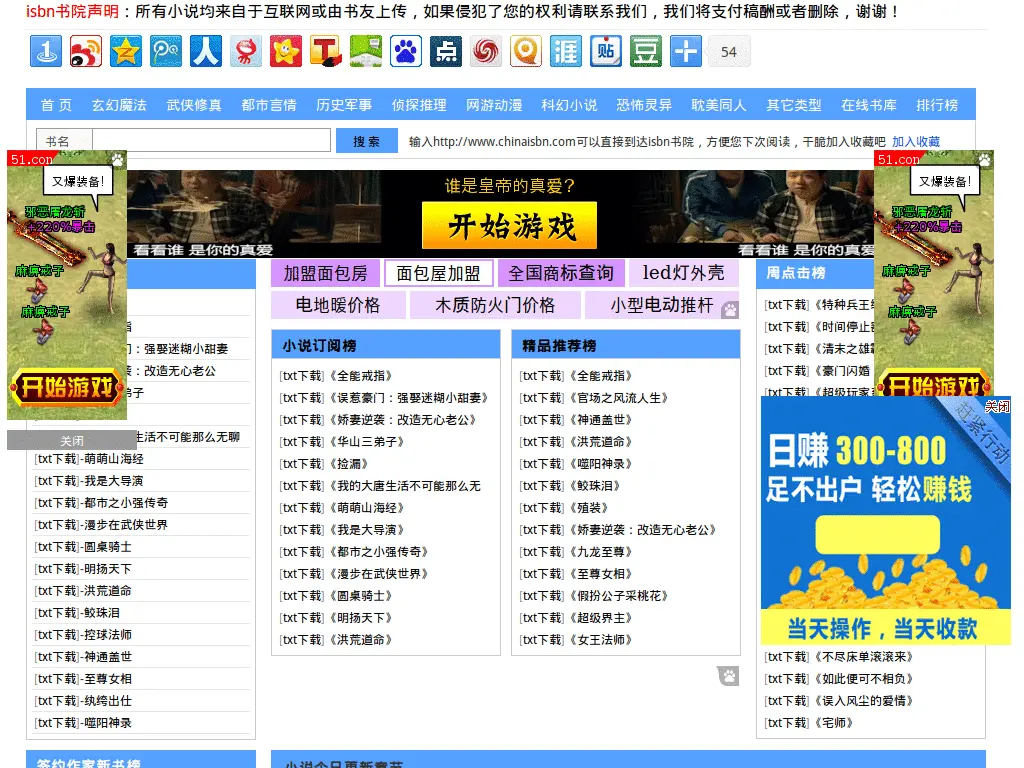 isbn书院声明：所有小说均来自于互联网或由书友上传，如果侵犯了您的权利请联系我们，我们将支付稿酬或者删除，谢谢！
1 人 T 点 涯 贴 豆 54
首 页 玄幻魔法 武侠修真 都市言情 历史军事 侦探推理 网游动漫 科幻小说 恐怖灵异 耽美同人 其它类型 在线书库 排行榜
书名 搜 索 输入http://www.chinaisbn.com可以直接到达isbn书院，方便您下次阅读，干脆加入收藏吧 加入收藏
51.com
又爆装备!
邪恶屠龙斩
+220%暴击
麻痹戒子
麻痹戒子
开始游戏
关闭
谁是皇帝的真爱？
开始游戏
看看谁 是你的真爱
看看谁 是你的真爱
51.com
又爆装备!
邪恶屠龙斩
+220%暴击
麻痹戒子
麻痹戒子
开始游戏
加盟面包房 面包屋加盟 全国商标查询 led灯外壳
电地暖价格 木质防火门价格 小型电动推杆
指
门：强娶迷糊小甜妻
袭：改造无心老公
弟子
生活不可能那么无聊
[txt下载]-萌萌山海经
[txt下载]-我是大导演
[txt下载]-都市之小强传奇
[txt下载]-漫步在武侠世界
[txt下载]-圆桌骑士
[txt下载]-明扬天下
[txt下载]-洪荒道命
[txt下载]-鲛珠泪
[txt下载]-控球法师
[txt下载]-神通盖世
[txt下载]-至尊女相
[txt下载]-纨绔出仕
[txt下载]-噬阳神录
小说订阅榜
[txt下载]《全能戒指》
[txt下载]《误惹豪门：强娶迷糊小甜妻》
[txt下载]《娇妻逆袭：改造无心老公》
[txt下载]《华山三弟子》
[txt下载]《捡漏》
[txt下载]《我的大唐生活不可能那么无
[txt下载]《萌萌山海经》
[txt下载]《我是大导演》
[txt下载]《都市之小强传奇》
[txt下载]《漫步在武侠世界》
[txt下载]《圆桌骑士》
[txt下载]《明扬天下》
[txt下载]《洪荒道命》
精品推荐榜
[txt下载]《全能戒指》
[txt下载]《官场之风流人生》
[txt下载]《神通盖世》
[txt下载]《洪荒道命》
[txt下载]《噬阳神录》
[txt下载]《鲛珠泪》
[txt下载]《殖装》
[txt下载]《娇妻逆袭：改造无心老公》
[txt下载]《九龙至尊》
[txt下载]《至尊女相》
[txt下载]《假扮公子采桃花》
[txt下载]《超级界主》
[txt下载]《女王法师》
周点击榜
[txt下载]《特种兵王
[txt下载]《时间停止
[txt下载]《清末之雄
[txt下载]《豪门闪婚
[txt下载]《超级玩家
关闭
赶紧行动
日赚 300-800
足不出户 轻松赚钱
当天操作，当天收款
[txt下载]《不尽床单滚滚来》
[txt下载]《如此便可不相负》
[txt下载]《误入风尘的爱情》
[txt下载]《宅师》
签约作家新书榜
小说今日更新章节